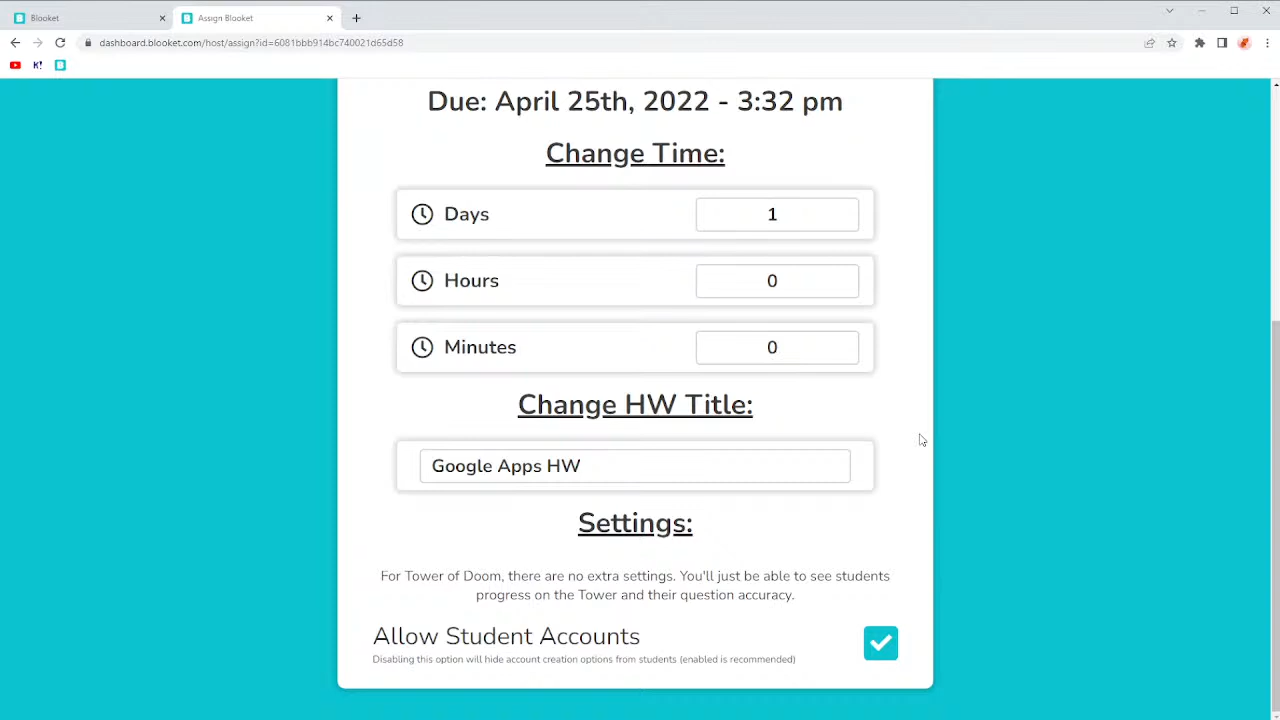 Blooket
Assign Blooket
dashboard.blooket.com/host/assign?id=6081bbb914bc740021d65d58
K!
Due: April 25th, 2022 - 3:32 pm
Change Time:
Days 1
Hours 0
Minutes 0
Change HW Title:
Google Apps HW
Settings:
For Tower of Doom, there are no extra settings. You'll just be able to see students
progress on the Tower and their question accuracy.
Allow Student Accounts
Disabling this option will hide account creation options from students (enabled is recommended)